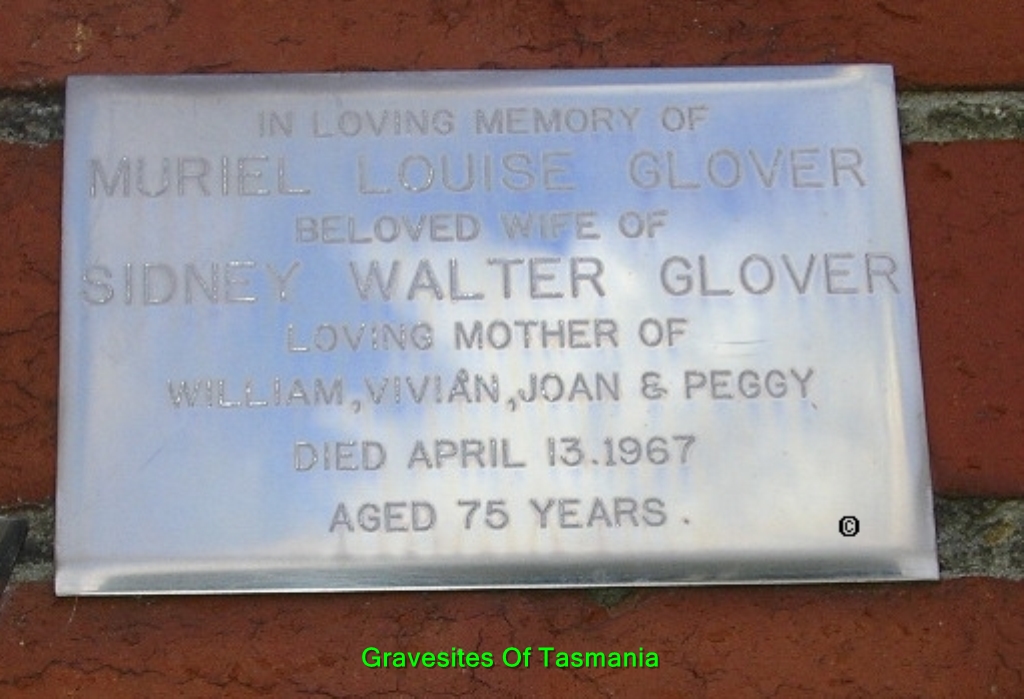 IN LOVING MEMORY OF
MURIEL LOUISE GLOVER
BELOVED WIFE OF
SIDNEY WALTER GLOVER
LOVING MOTHER OF
WILLIAM, VIVIAN, JOAN & PEGGY
DIED APRIL 13.1967
AGED 75 YEARS.
©
Gravesites Of Tasmania